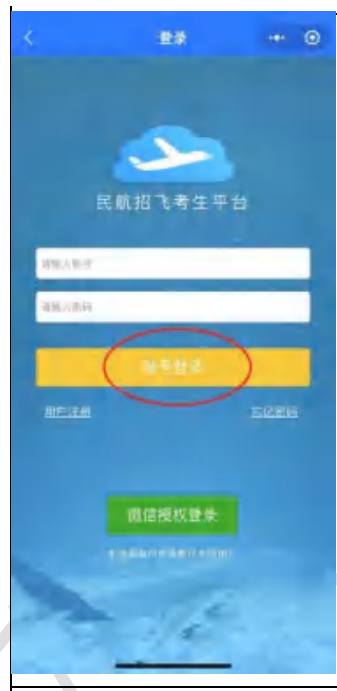 登录
民航招飞考生平台
请输入账号
请输入密码
账号登录
用户注册
忘记密码
微信授权登录